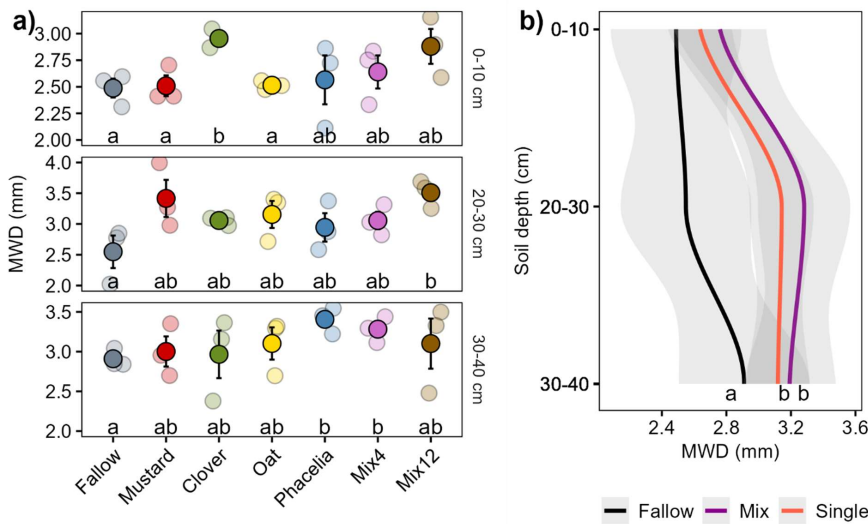 a)
MWD (mm)
3.00
2.75
2.50
2.25
2.00
a a b a ab ab ab
0-10 cm
4.0
3.5
3.0
2.5
2.0
a ab ab ab ab ab b
20-30 cm
3.5
3.0
2.5
2.0
a ab ab ab b b ab
30-40 cm
Fallow Mustard Clover Oat Phacelia Mix4 Mix12
b)
Soil depth (cm)
0-10
20-30
30-40
a b b
2.4 2.8 3.2 3.6
MWD (mm)
Fallow Mix Single